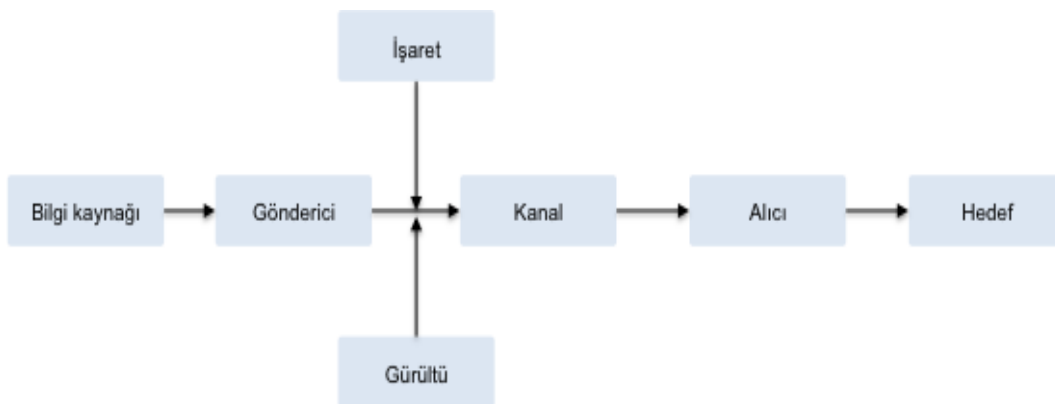 İşaret
Bilgi kaynağı
Gönderici
Kanal
Alıcı
Hedef
Gürültü